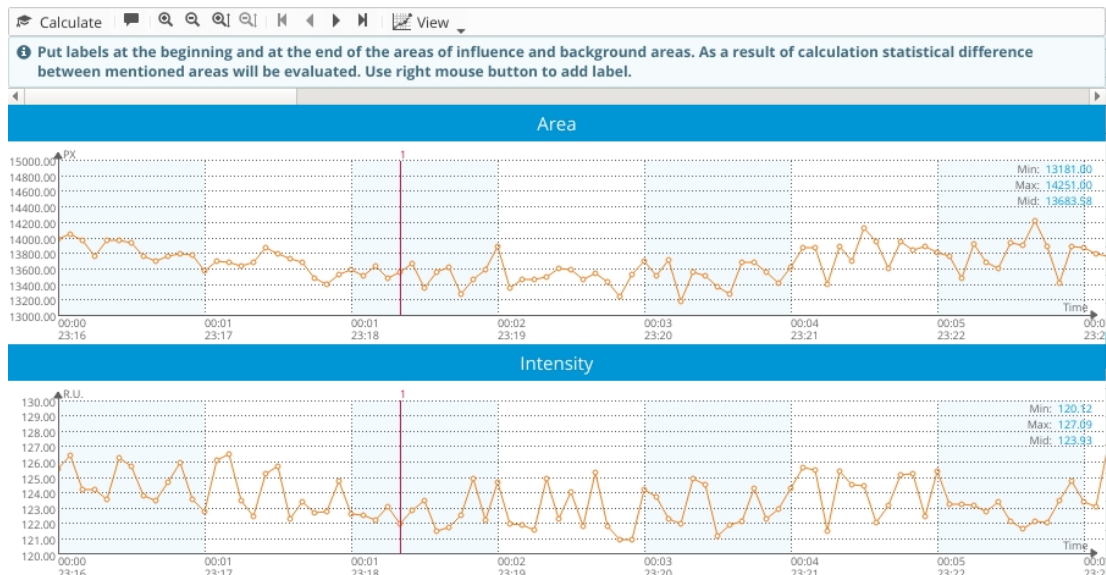 Calculate View
Put labels at the beginning and at the end of the areas of influence and background areas. As a result of calculation statistical difference
between mentioned areas will be evaluated. Use right mouse button to add label.
Area
PX
1
15000.00
14800.00
14600.00
14400.00
14200.00
14000.00
13800.00
13600.00
13400.00
13200.00
13000.00
Min: 13181.00
Max: 14251.00
Mid: 13683.58
Time
00:00 00:01 00:01 00:02 00:03 00:04 00:05
23:16 23:17 23:18 23:19 23:20 23:21 23:22
Intensity
R.U.
1
130.00
129.00
128.00
127.00
126.00
125.00
124.00
123.00
122.00
121.00
120.00
Min: 120.12
Max: 127.09
Mid: 123.93
Time
00:00 00:01 00:01 00:02 00:03 00:04 00:05
23:16 23:17 23:18 23:19 23:20 23:21 23:22